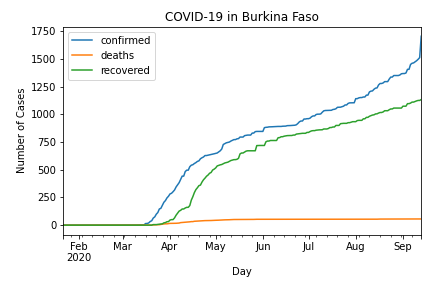 COVID-19 in Burkina Faso
confirmed
deaths
recovered
Number of Cases
1750
1500
1250
1000
750
500
250
0
Feb Mar Apr May Jun Jul Aug Sep
2020
Day